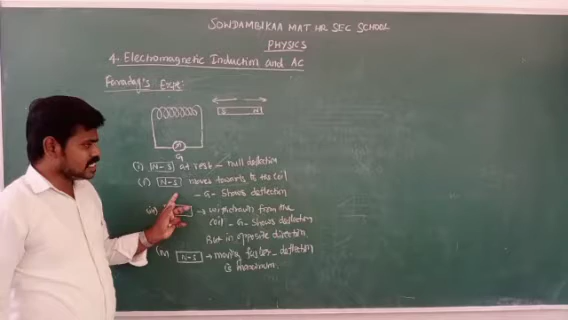 SOWDAMBIKAA MAT HR SEC SCHOOL
PHYSICS
4. Electromagnetic Induction and AC
Faraday's Expt:
S N
G
(i) N-S at rest - null deflection
(ii) N-S moves towards to the coil
- G - Shows deflection
iii) → withdrawn from the
coil - G - Shows deflection
But in opposite direction
(iv) N-S → moving faster - deflection
is maximum.